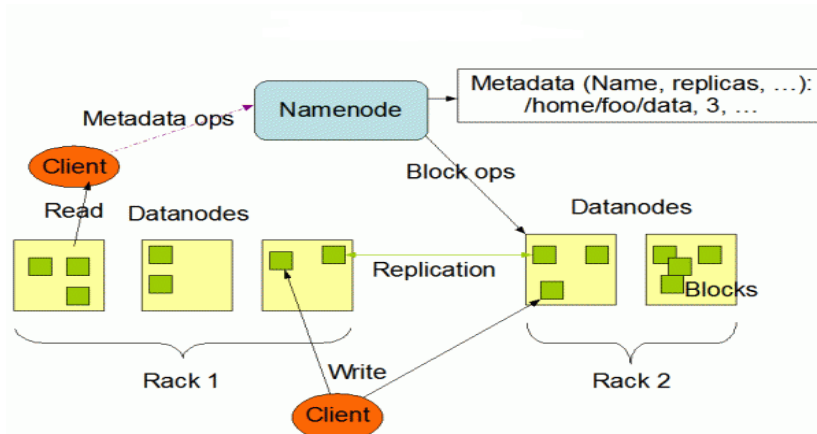 Metadata (Name, replicas, ...):
/home/foo/data, 3, ...
Namenode
Metadata ops
Client
Block ops
Read
Datanodes
Datanodes
Replication
Blocks
Rack 1
Write
Rack 2
Client